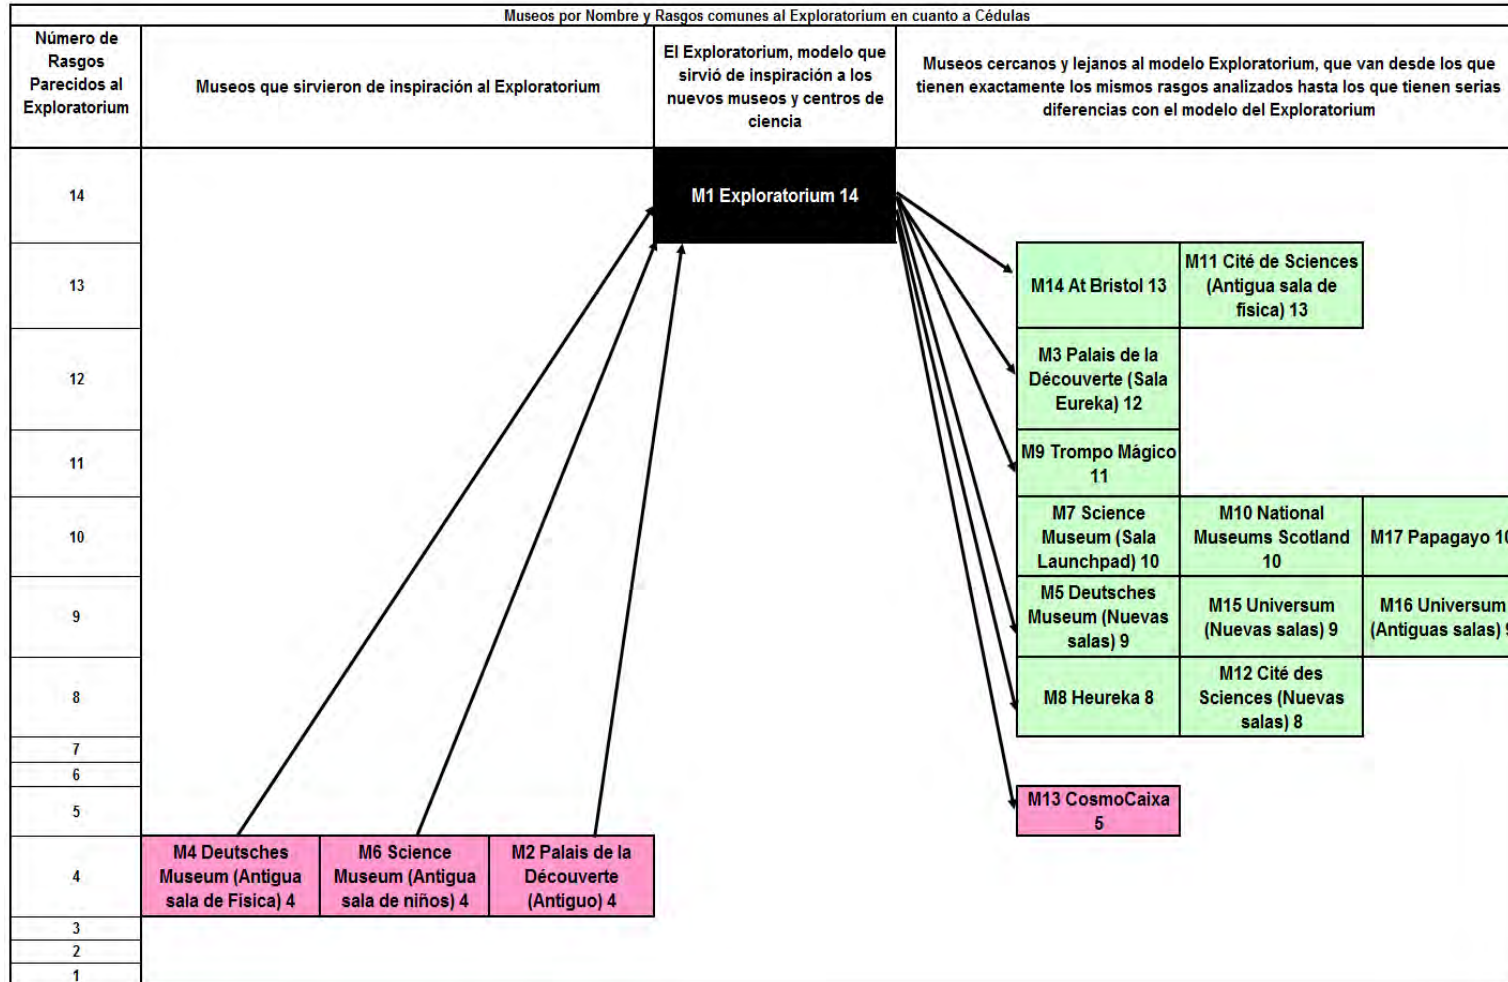 Museos por Nombre y Rasgos comunes al Exploratorium en cuanto a Cédulas
Número de
Rasgos
Parecidos al
Exploratorium
Museos que sirvieron de inspiración al Exploratorium
El Exploratorium, modelo que
sirvió de inspiración a los
nuevos museos y centros de
ciencia
Museos cercanos y lejanos al modelo Exploratorium, que van desde los que
tienen exactamente los mismos rasgos analizados hasta los que tienen serias
diferencias con el modelo del Exploratorium
14
M1 Exploratorium 14
13
M14 At Bristol 13
M11 Cité de Sciences
(Antigua sala de
física) 13
12
M3 Palais de la
Découverte (Sala
Eureka) 12
11
M9 Trompo Mágico
11
10
M7 Science
Museum (Sala
Launchpad) 10
M10 National
Museums Scotland
10
M17 Papagayo 10
9
M5 Deutsches
Museum (Nuevas
salas) 9
M15 Universum
(Nuevas salas) 9
M16 Universum
(Antiguas salas) 9
8
M8 Heureka 8
M12 Cité des
Sciences (Nuevas
salas) 8
7
6
5
M13 CosmoCaixa
5
4
M4 Deutsches
Museum (Antigua
sala de Fisica) 4
M6 Science
Museum (Antigua
sala de niños) 4
M2 Palais de la
Découverte
(Antiguo) 4
3
2
1